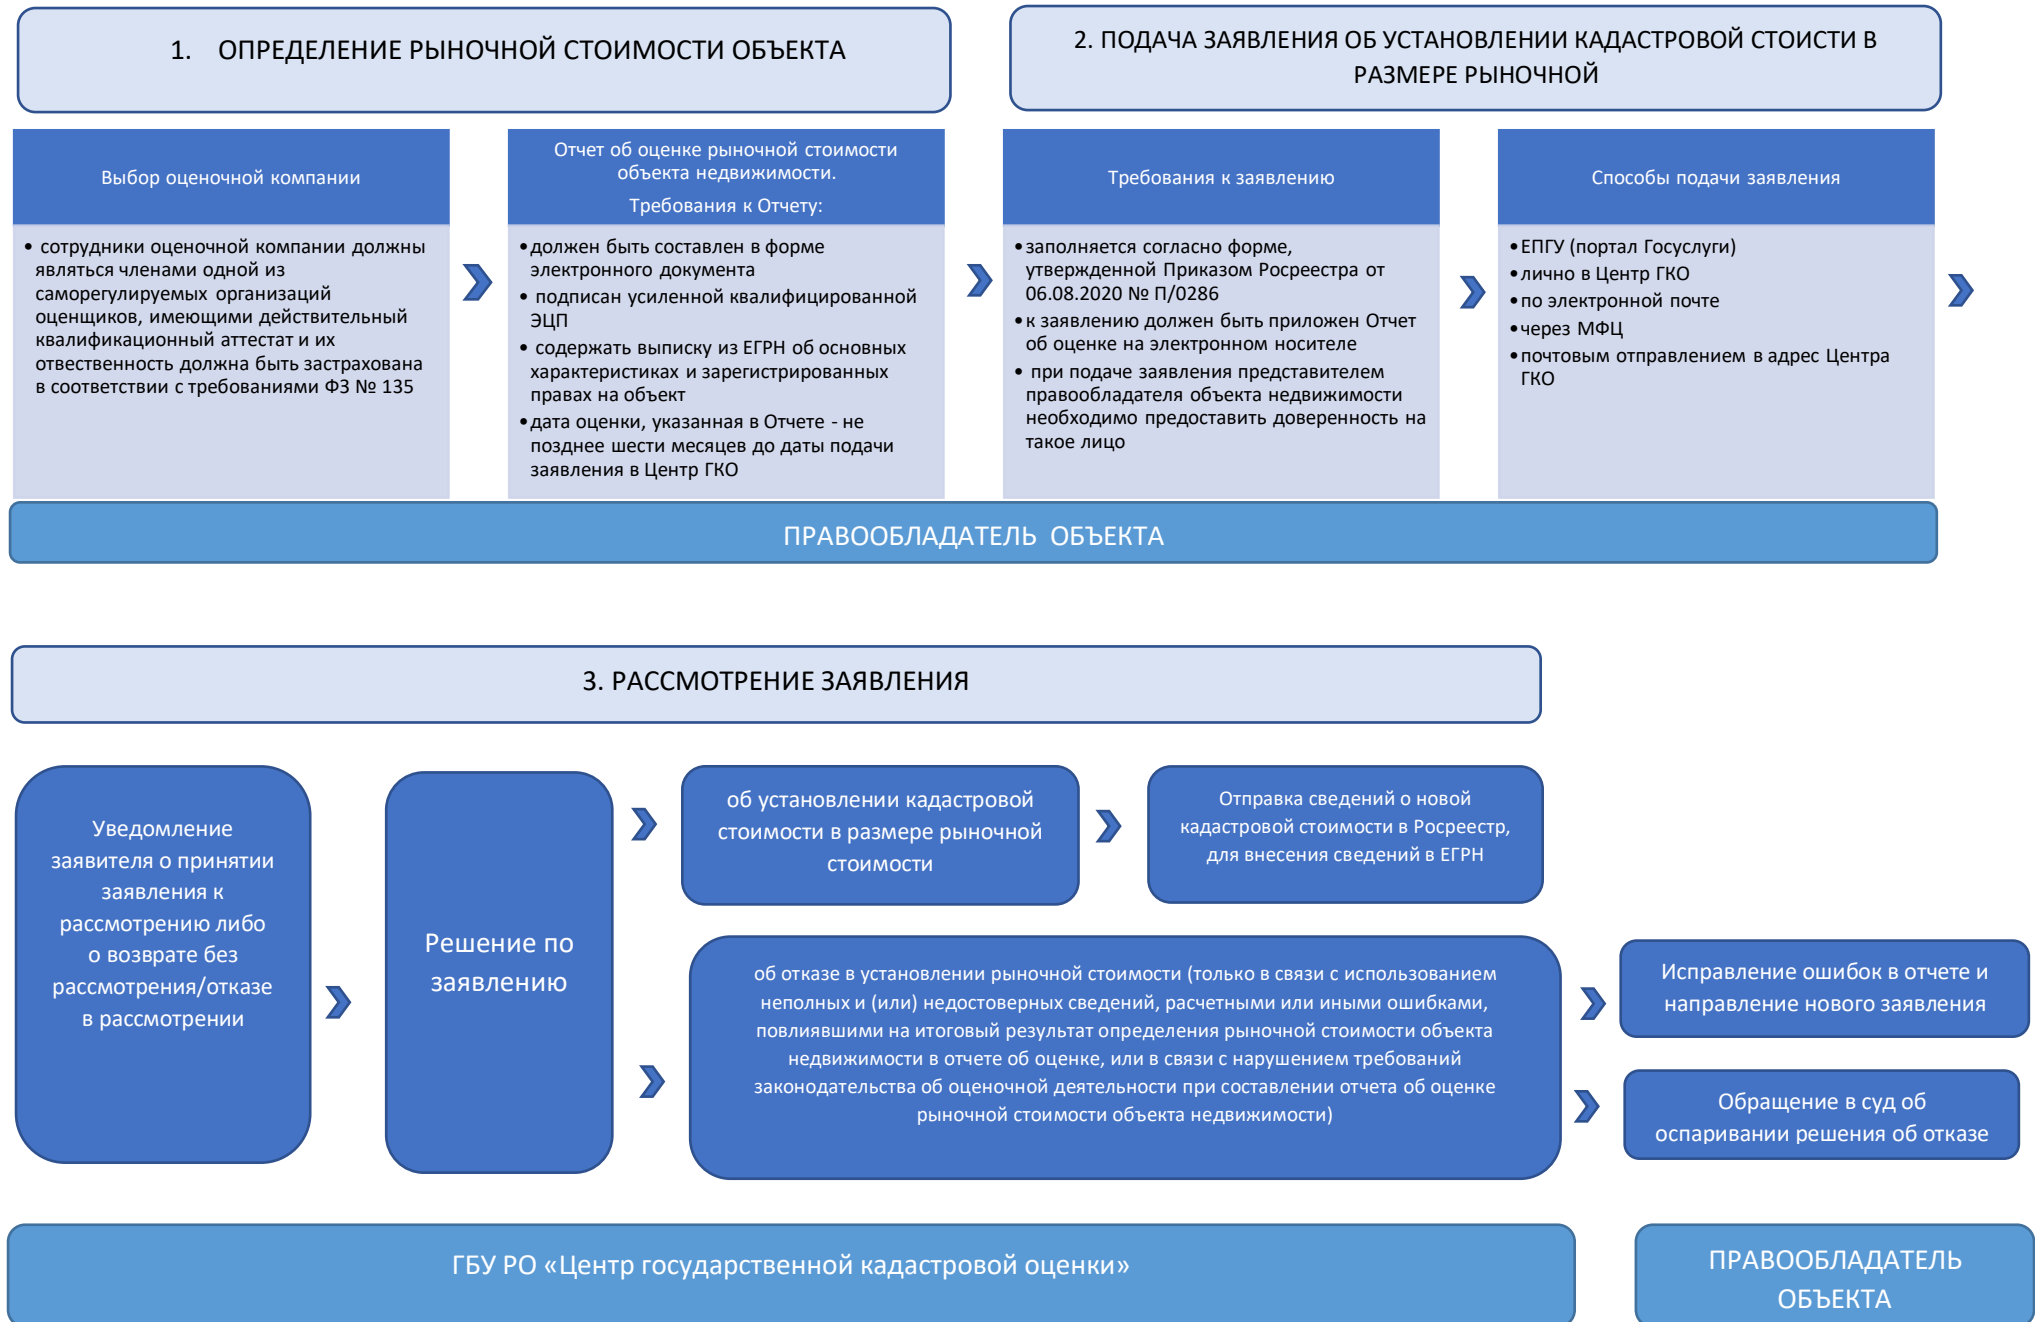 1. ОПРЕДЕЛЕНИЕ РЫНОЧНОЙ СТОИМОСТИ ОБЪЕКТА
2. ПОДАЧА ЗАЯВЛЕНИЯ ОБ УСТАНОВЛЕНИИ КАДАСТРОВОЙ СТОИСТИ В
РАЗМЕРЕ РЫНОЧНОЙ
Выбор оценочной компании
• сотрудники оценочной компании должны
являться членами одной из
саморегулируемых организаций
оценщиков, имеющими действительный
квалификационный аттестат и их
отвественность должна быть застрахована
в соответствии с требованиями ФЗ № 135
Отчет об оценке рыночной стоимости
объекта недвижимости.
Требования к Отчету:
•должен быть составлен в форме
электронного документа
• подписан усиленной квалифицированной
ЭЦП
• содержать выписку из ЕГРН об основных
характеристиках и зарегистрированных
правах на объект
•дата оценки, указанная в Отчете - не
позднее шести месяцев до даты подачи
заявления в Центр ГКО
Требования к заявлению
•заполняется согласно форме,
утвержденной Приказом Росреестра от
06.08.2020 № П/0286
•к заявлению должен быть приложен Отчет
об оценке на электронном носителе
• при подаче заявления представителем
правообладателя объекта недвижимости
необходимо предоставить доверенность на
такое лицо
Способы подачи заявления
•ЕПГУ (портал Госуслуги)
•лично в Центр ГКО
•по электронной почте
•через МФЦ
•почтовым отправлением в адрес Центра
ГКО
ПРАВООБЛАДАТЕЛЬ ОБЪЕКТА
3. РАССМОТРЕНИЕ ЗАЯВЛЕНИЯ
Уведомление
заявителя о принятии
заявления к
рассмотрению либо
о возврате без
рассмотрения/отказе
в рассмотрении
Решение по
заявлению
об установлении кадастровой
стоимости в размере рыночной
стоимости
Отправка сведений о новой
кадастровой стоимости в Росреестр,
для внесения сведений в ЕГРН
об отказе в установлении рыночной стоимости (только в связи с использованием
неполных и (или) недостоверных сведений, расчетными или иными ошибками,
повлиявшими на итоговый результат определения рыночной стоимости объекта
недвижимости в отчете об оценке, или в связи с нарушением требований
законодательства об оценочной деятельности при составлении отчета об оценке
рыночной стоимости объекта недвижимости)
Исправление ошибок в отчете и
направление нового заявления
Обращение в суд об
оспаривании решения об отказе
ГБУ РО «Центр государственной кадастровой оценки»
ПРАВООБЛАДАТЕЛЬ
ОБЪЕКТА